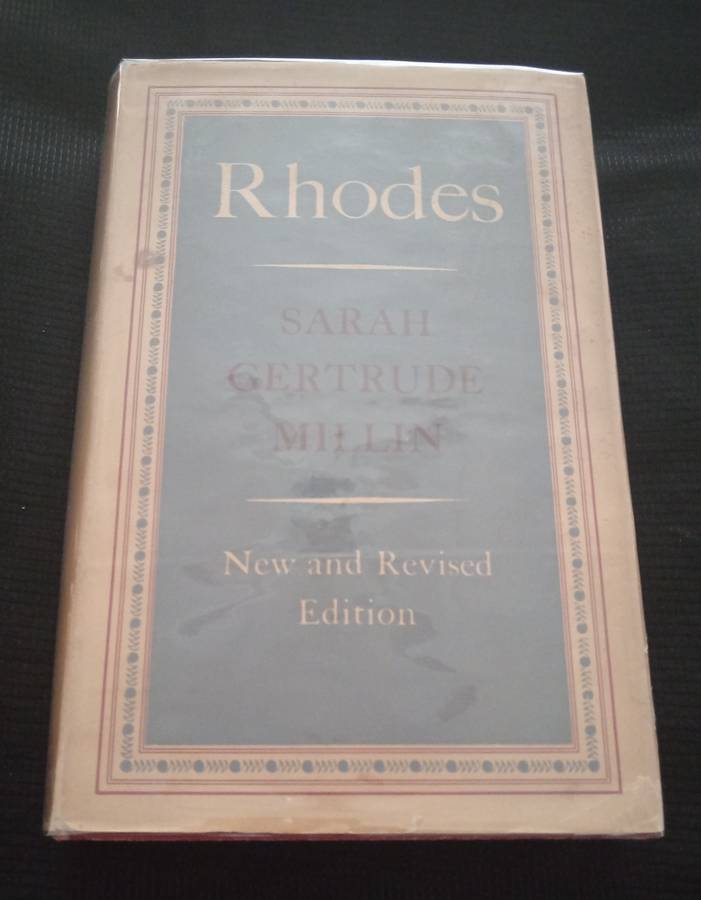 Rhodes
SARAH
GERTRUDE
MILLIN
New and Revised
Edition